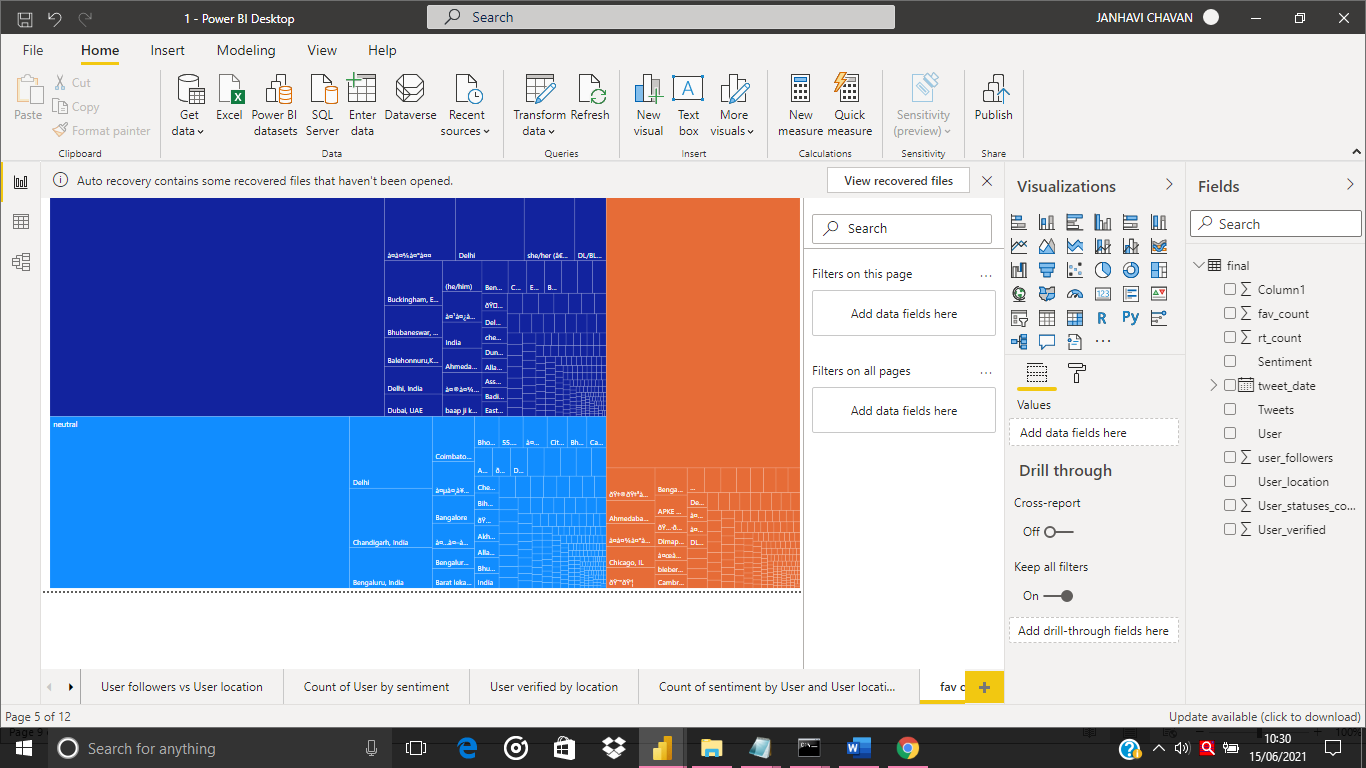 1 - Power BI Desktop
Search
JANHAVI CHAVAN
File Home Insert Modeling View Help
Paste
Cut
Copy
Format painter
Clipboard
Get data
Excel
Power BI datasets
SQL Server
Enter data
Dataverse
Recent sources
Data
Transform data
Refresh
Queries
New visual
Text box
More visuals
Insert
New measure
Quick measure
Calculations
Sensitivity (preview)
Sensitivity
Publish
Share
Auto recovery contains some recovered files that haven't been opened.
View recovered files
Delhi
she/her (â€...
DL/BL...
Buckingham, E...
(he/him)
Ben...
C...
E...
B...
Bhubaneswar, ...
India
Del...
che...
Balehonnuru,K...
Ahmeda...
Dun...
Alla...
Delhi, India
Ass...
Badi...
Dubai, UAE
baap ji k...
East...
neutral
Delhi
Chandigarh, India
Bengaluru, India
Coimbato...
Bangalore
Bengalur...
Barat leka...
Bho...
SS...
Cit...
Bh...
Ca...
A...
D...
Che...
Bih...
Akh...
Alla...
Bhu...
India
Ahmedaba...
Chicago, IL
Benga...
APKE ...
Dimap...
bieber...
Cambr...
De...
DL...
Search
Filters on this page
...
Add data fields here
Filters on all pages
...
Add data fields here
Visualizations
R
Py
Values
Add data fields here
Drill through
Cross-report
Off
Keep all filters
On
Add drill-through fields here
Fields
Search
final
Column1
fav_count
rt_count
Sentiment
tweet_date
Tweets
User
user_followers
User_location
User_statuses_co...
User_verified
User followers vs User location
Count of User by sentiment
User verified by location
Count of sentiment by User and User locati...
fav c
Page 5 of 12
Update available (click to download)
Search for anything
10:30
15/06/2021